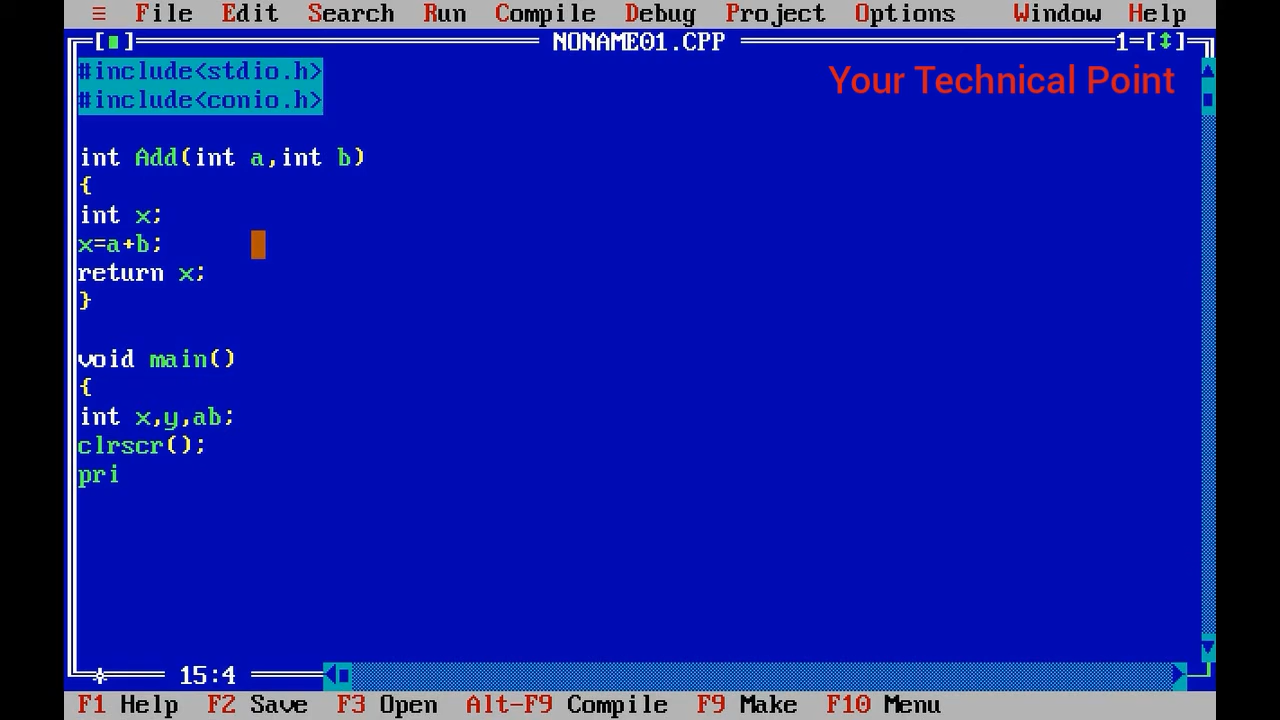 ≡ File Edit Search Run Compile Debug Project Options Window Help
[■] NONAME01.CPP 1=[↕]
Your Technical Point
#include<stdio.h>
#include<conio.h>
int Add(int a,int b)
{
int x;
x=a+b;
return x;
}
void main()
{
int x,y,ab;
clrscr();
pri
15:4
F1 Help F2 Save F3 Open Alt-F9 Compile F9 Make F10 Menu